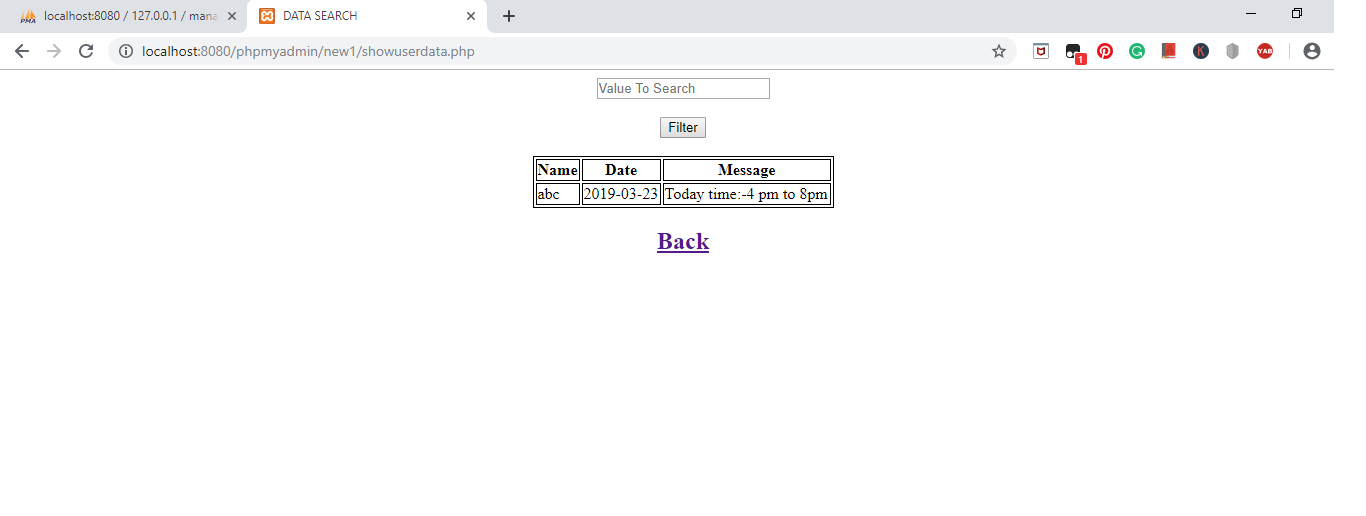 PMA localhost:8080 / 127.0.0.1 / mana
DATA SEARCH
localhost:8080/phpmyadmin/new1/showuserdata.php
1
G
K
YAB
Value To Search
Filter
Name Date Message
abc 2019-03-23 Today time:-4 pm to 8pm
Back